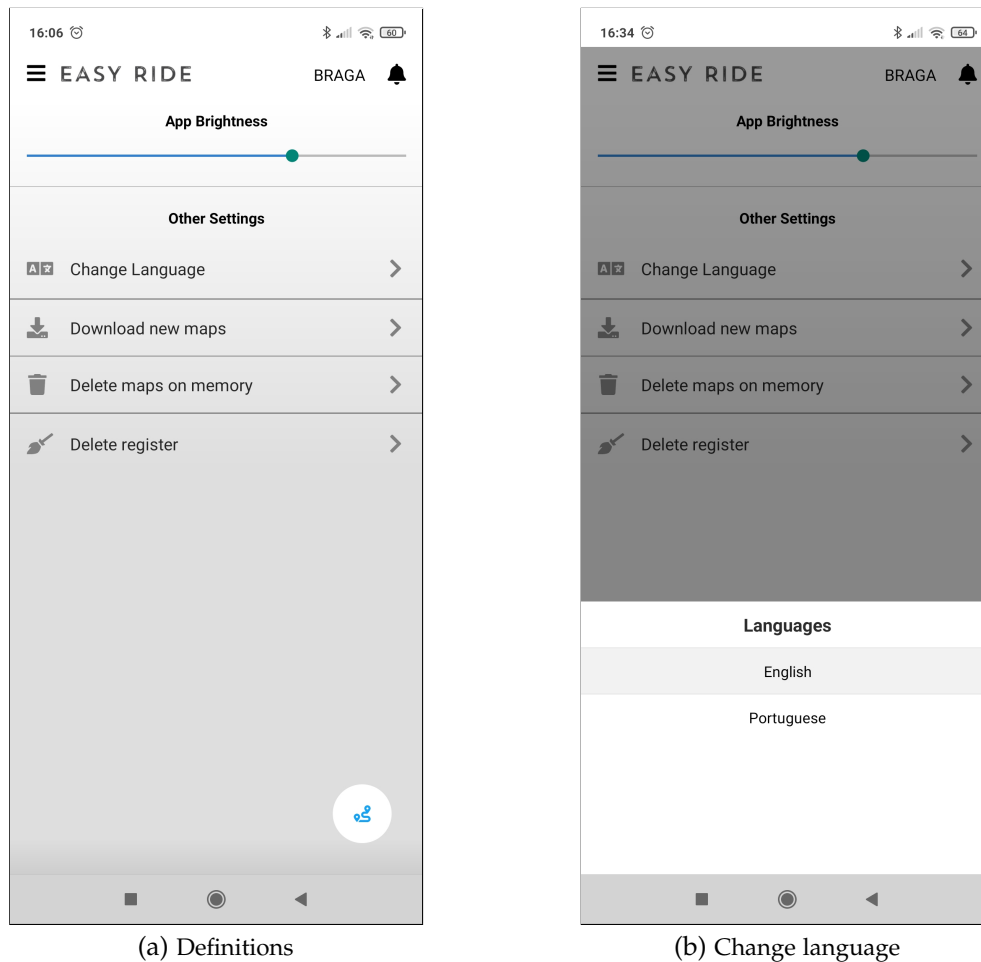 16:06 60
EASY RIDE BRAGA
App Brightness
Other Settings
Change Language
Download new maps
Delete maps on memory
Delete register
(a) Definitions
16:34 64
EASY RIDE BRAGA
App Brightness
Other Settings
Change Language
Download new maps
Delete maps on memory
Delete register
Languages
English
Portuguese
(b) Change language